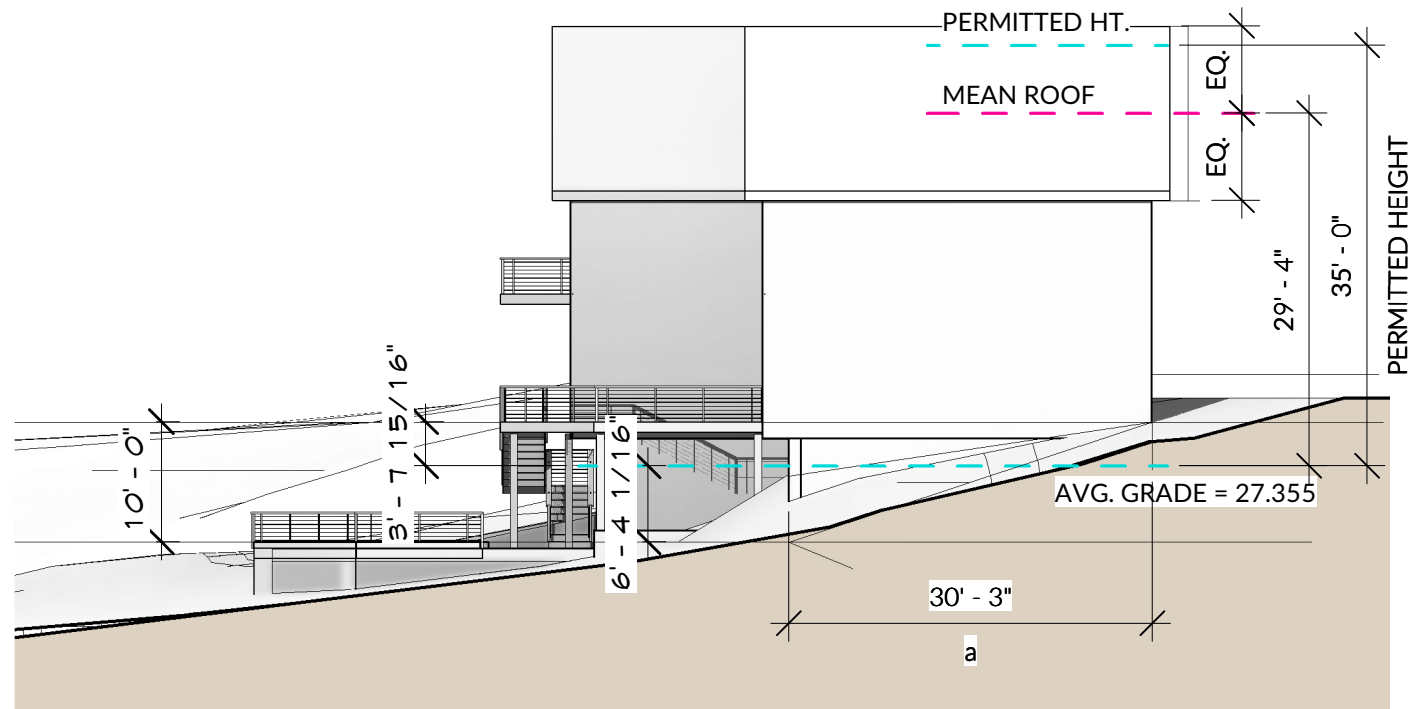 PERMITTED HT.
EQ.
MEAN ROOF
EQ.
PERMITTED HEIGHT
35' - 0"
29' - 4"
3' - 7 15/16"
10' - 0"
6' - 4 1/16"
AVG. GRADE = 27.355
30' - 3"
a